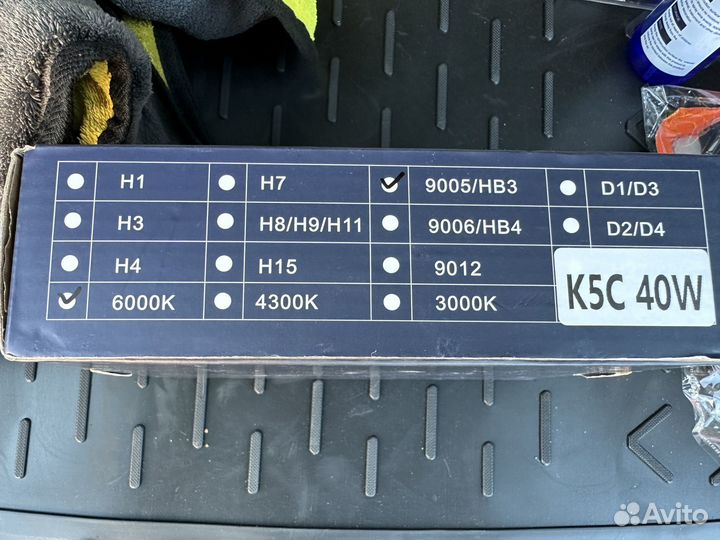 H1 H7 9005/HB3 D1/D3
H3 H8/H9/H11 9006/HB4 D2/D4
H4 H15 9012
6000K 4300K 3000K
K5C 40W
Avito